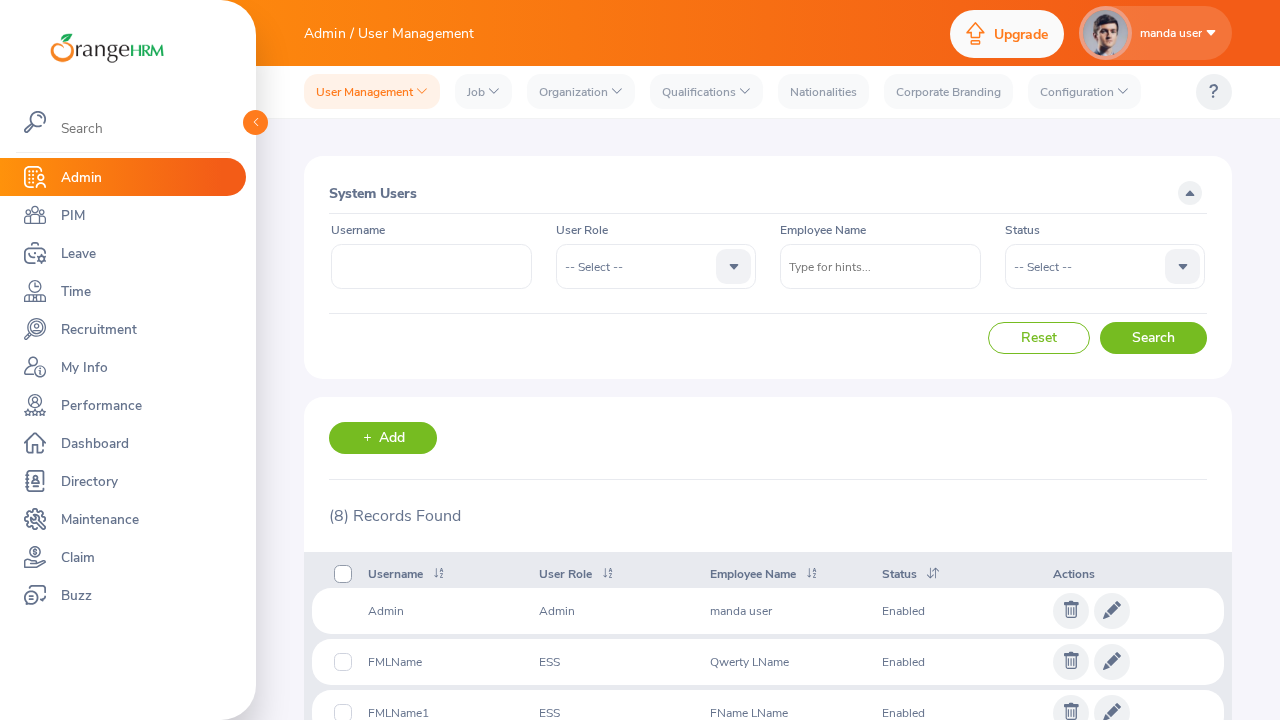 Admin / User Management
Upgrade
manda user
orangeHRM
User Management
Job
Organization
Qualifications
Nationalities
Corporate Branding
Configuration
?
Search
Admin
PIM
Leave
Time
Recruitment
My Info
Performance
Dashboard
Directory
Maintenance
Claim
Buzz
System Users
Username
User Role
Employee Name
Status
-- Select --
Type for hints...
-- Select --
Reset
Search
+ Add
(8) Records Found
Username User Role Employee Name Status Actions
Admin Admin manda user Enabled
FMLName ESS Qwerty LName Enabled
FMLName1 ESS FName LName Enabled